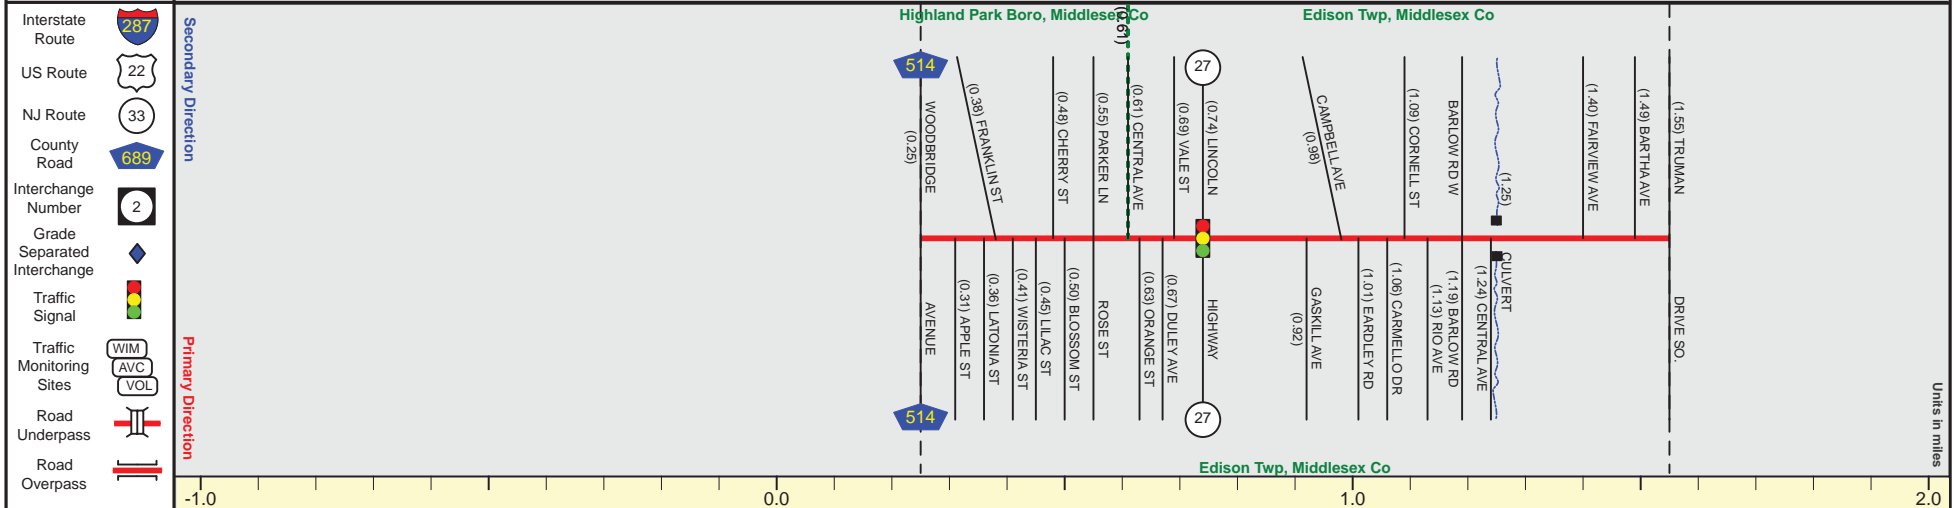 Interstate
Route
287
US Route
22
NJ Route
33
County
Road
689
Interchange
Number
2
Grade
Separated
Interchange
Traffic
Signal
Traffic
Monitoring
Sites
WIM
AVC
VOL
Road
Underpass
Road
Overpass
Secondary Direction
Primary Direction
Highland Park Boro, Middlesex Co
(0.61)
Edison Twp, Middlesex Co
514
27
WOODBRIDGE
(0.25)
(0.38) FRANKLIN ST
(0.48) CHERRY ST
(0.55) PARKER LN
(0.61) CENTRAL AVE
(0.69) VALE ST
(0.74) LINCOLN
CAMPBELL AVE
(0.98)
(1.09) CORNELL ST
BARLOW RD W
(1.25)
(1.40) FAIRVIEW AVE
(1.49) BARTHA AVE
(1.55) TRUMAN
AVENUE
(0.31) APPLE ST
(0.36) LATONIA ST
(0.41) WISTERIA ST
(0.45) LILAC ST
(0.50) BLOSSOM ST
ROSE ST
(0.63) ORANGE ST
(0.67) DULEY AVE
HIGHWAY
GASKILL AVE
(0.92)
(1.01) EARDLEY RD
(1.06) CARMELLO DR
(1.13) RIO AVE
(1.19) BARLOW RD
(1.24) CENTRAL AVE
CULVERT
DRIVE SO.
514
27
Edison Twp, Middlesex Co
Units in miles
-1.0
0.0
1.0
2.0